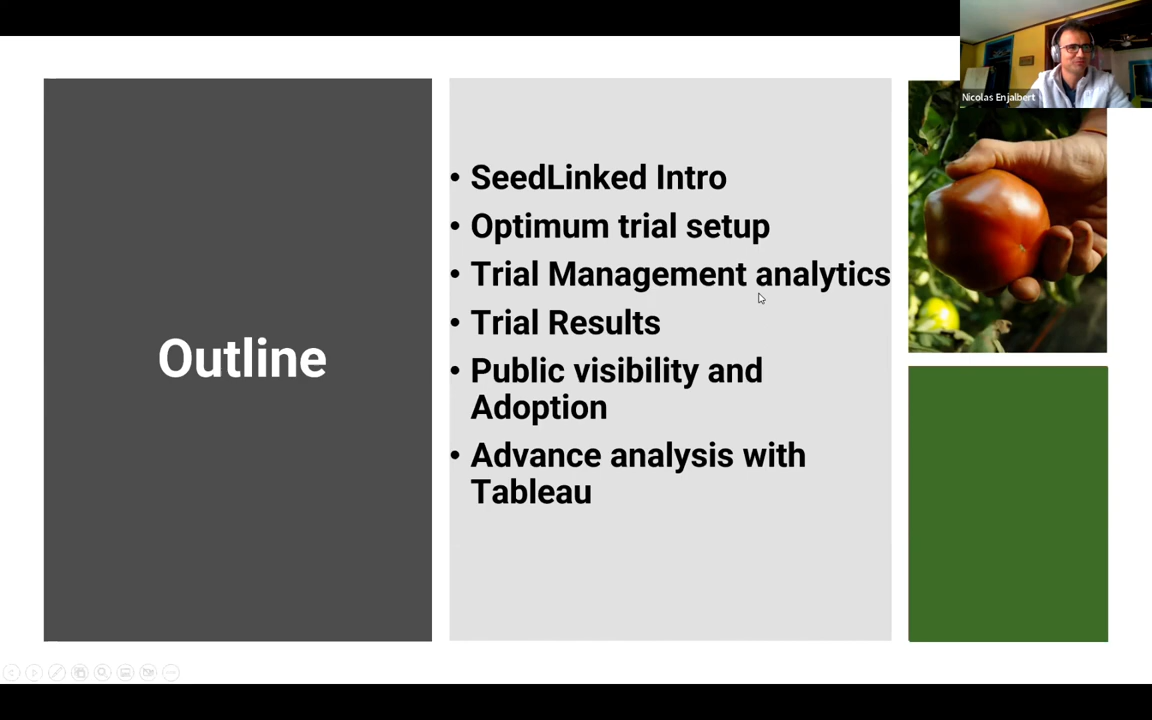 Nicolas Enjalbert
Outline
• SeedLinked Intro
• Optimum trial setup
• Trial Management analytics
• Trial Results
• Public visibility and
Adoption
• Advance analysis with
Tableau